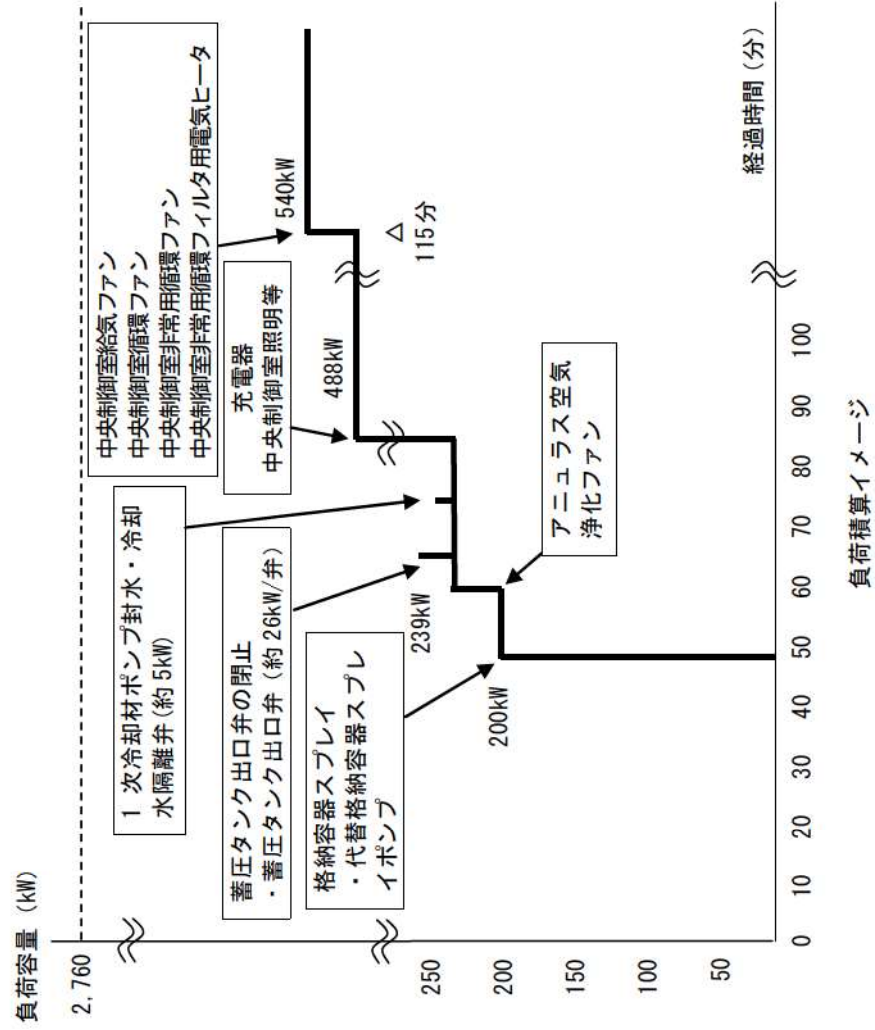 負荷容量 (kW)
2,760
250
200
150
100
50
0
10
20
30
40
50
60
70
80
90
100
経過時間 (分)
負荷積算イメージ
中央制御室給気ファン
中央制御室循環ファン
中央制御室非常用循環ファン
中央制御室非常用循環フィルタ用電気ヒータ
540kW
△
115分
充電器
中央制御室照明等
488kW
1 次冷却材ポンプ封水・冷却
水隔離弁(約 5kW)
蓄圧タンク出口弁の閉止
・蓄圧タンク出口弁 (約 26kW/弁)
239kW
格納容器スプレイ
・代替格納容器スプレ
イポンプ
200kW
アニュラス空気
浄化ファン